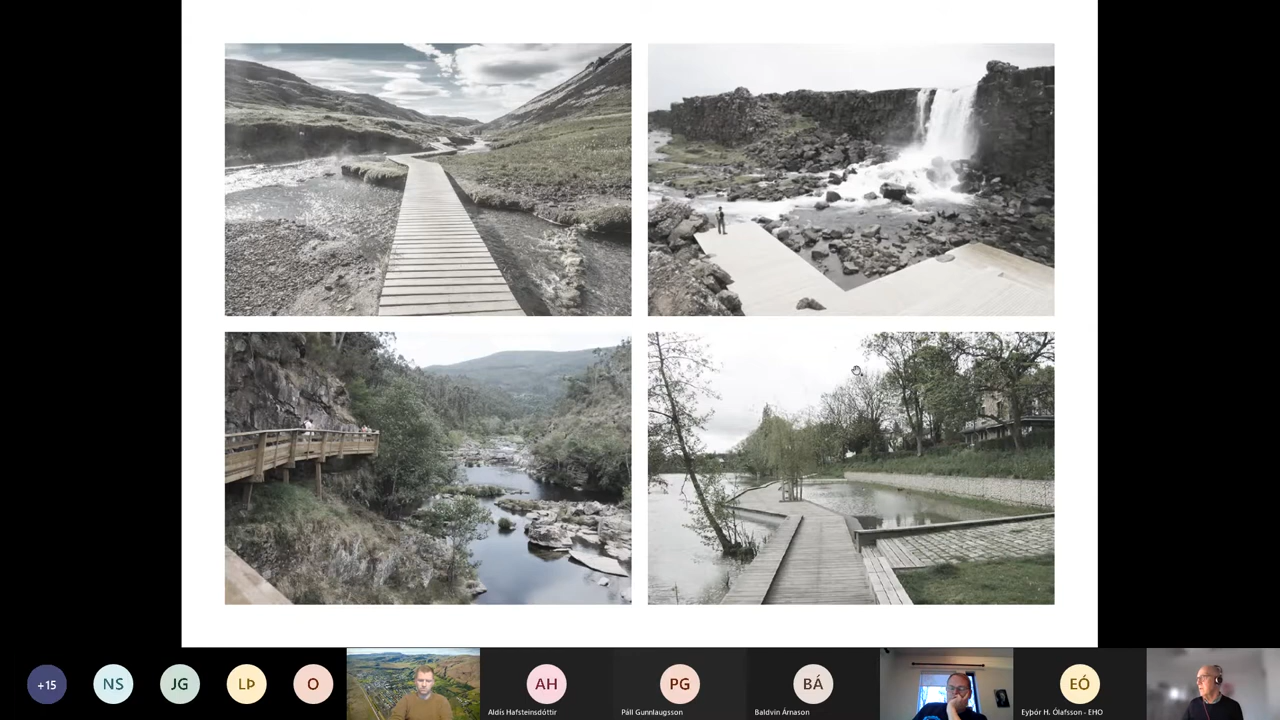 +15
NS
JG
LÞ
O
AH
Aldís Hafsteinsdóttir
PG
Páll Gunnlaugsson
BÁ
Baldvin Árnason
EÓ
Eyþór H. Ólafsson - EHO